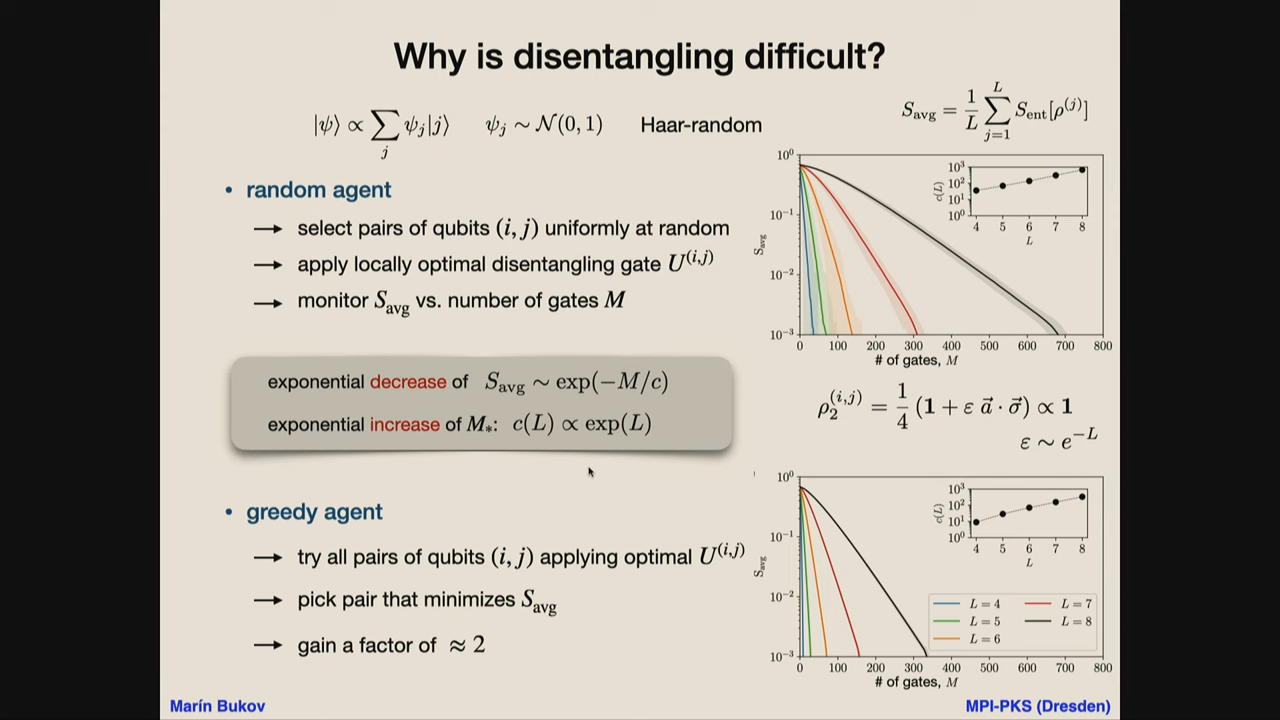 Why is disentangling difficult?
|ψ⟩ ∝ ∑_j ψ_j|j⟩   ψ_j ∼ 𝒩(0, 1)   Haar-random
S_avg = 1/L ∑_{j=1}^{L} S_ent[ρ^(j)]
• random agent
→ select pairs of qubits (i, j) uniformly at random
→ apply locally optimal disentangling gate U^(i,j)
→ monitor S_avg vs. number of gates M
exponential decrease of S_avg ∼ exp(−M/c)
exponential increase of M_*: c(L) ∝ exp(L)
• greedy agent
→ try all pairs of qubits (i, j) applying optimal U^(i,j)
→ pick pair that minimizes S_avg
→ gain a factor of ≈ 2
10^0
10^−1
10^−2
10^−3
S_avg
0 100 200 300 400 500 600 700 800
# of gates, M
10^3
10^2
10^1
10^0
c(L)
4 5 6 7 8
L
ρ_2^(i,j) = 1/4 (1 + ε a⃗ · σ⃗) ∝ 1
ε ∼ e^−L
10^0
10^−1
10^−2
10^−3
S_avg
0 100 200 300 400 500 600 700 800
# of gates, M
10^3
10^2
10^1
10^0
c(L)
4 5 6 7 8
L
L = 4 L = 7
L = 5 L = 8
L = 6
Marín Bukov
MPI-PKS (Dresden)